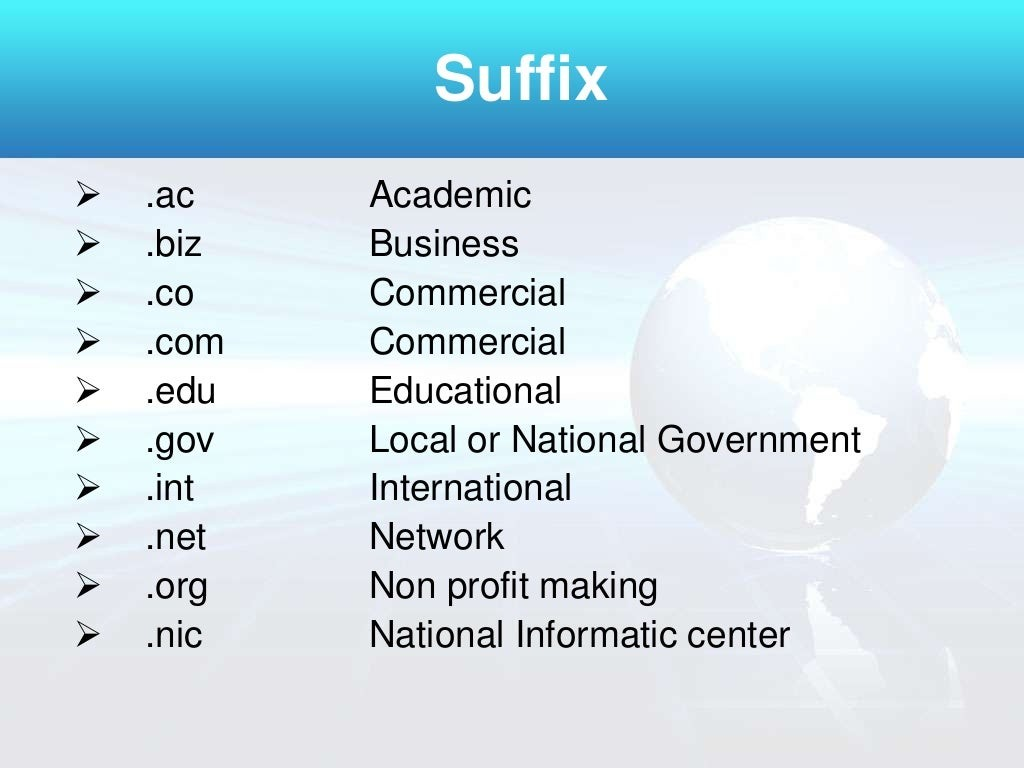 Suffix
.ac Academic
.biz Business
.co Commercial
.com Commercial
.edu Educational
.gov Local or National Government
.int International
.net Network
.org Non profit making
.nic National Informatic center